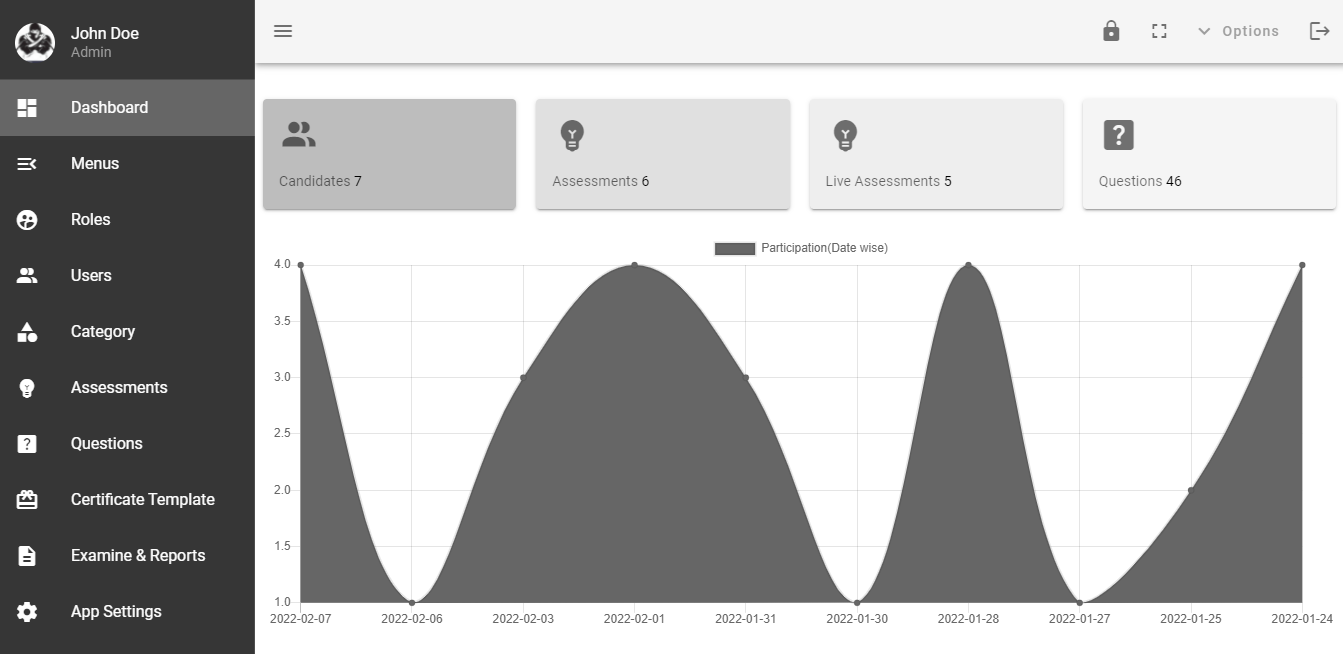 John Doe
Admin
Dashboard
Menus
Roles
Users
Category
Assessments
Questions
Certificate Template
Examine & Reports
App Settings
Options
Candidates 7
Assessments 6
Live Assessments 5
Questions 46
Participation(Date wise)
4.0
3.5
3.0
2.5
2.0
1.5
1.0
2022-02-07 2022-02-06 2022-02-03 2022-02-01 2022-01-31 2022-01-30 2022-01-28 2022-01-27 2022-01-25 2022-01-24